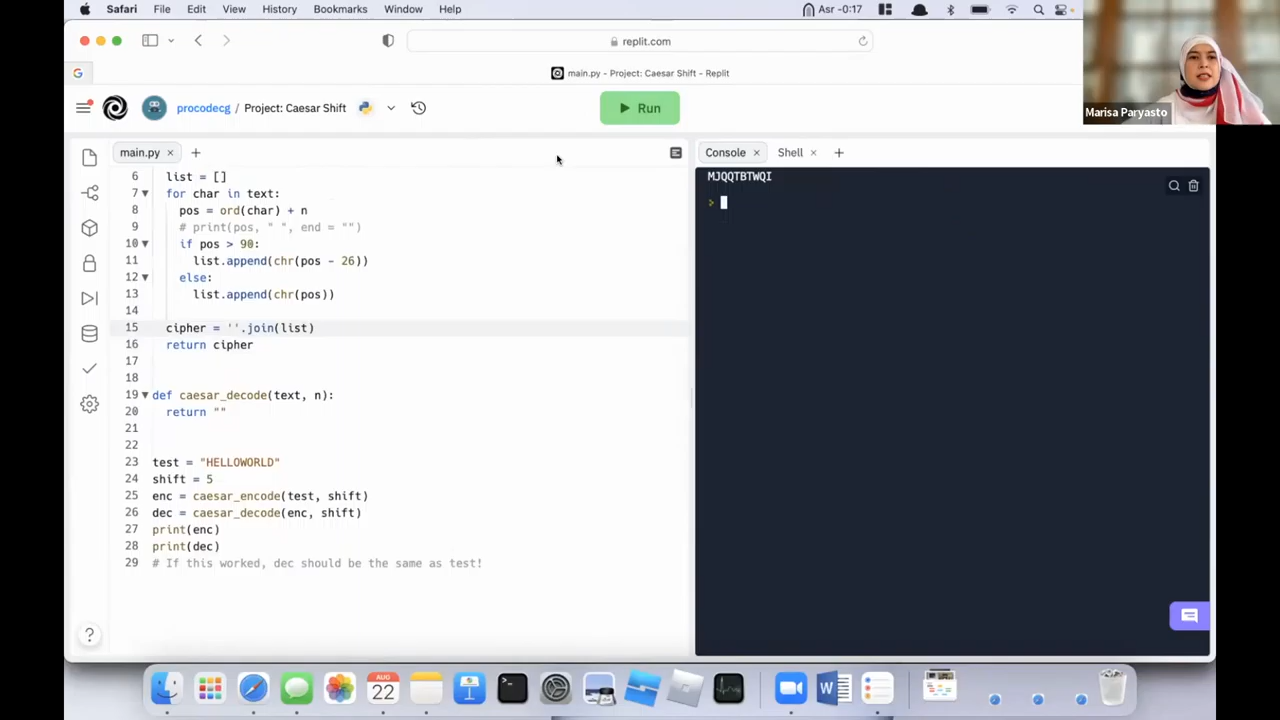 Safari File Edit View History Bookmarks Window Help Asr -0:17
replit.com
main.py - Project: Caesar Shift - Replit
procodecg / Project: Caesar Shift
Run
Marisa Paryasto
main.py
Console Shell
6 list = []
7 for char in text:
8 pos = ord(char) + n
9 # print(pos, " ", end = "")
10 if pos > 90:
11 list.append(chr(pos - 26))
12 else:
13 list.append(chr(pos))
14
15 cipher = ''.join(list)
16 return cipher
17
18
19 def caesar_decode(text, n):
20 return ""
21
22
23 test = "HELLOWORLD"
24 shift = 5
25 enc = caesar_encode(test, shift)
26 dec = caesar_decode(enc, shift)
27 print(enc)
28 print(dec)
29 # If this worked, dec should be the same as test!
MJQQTBTWQI
>
?
AUG
22